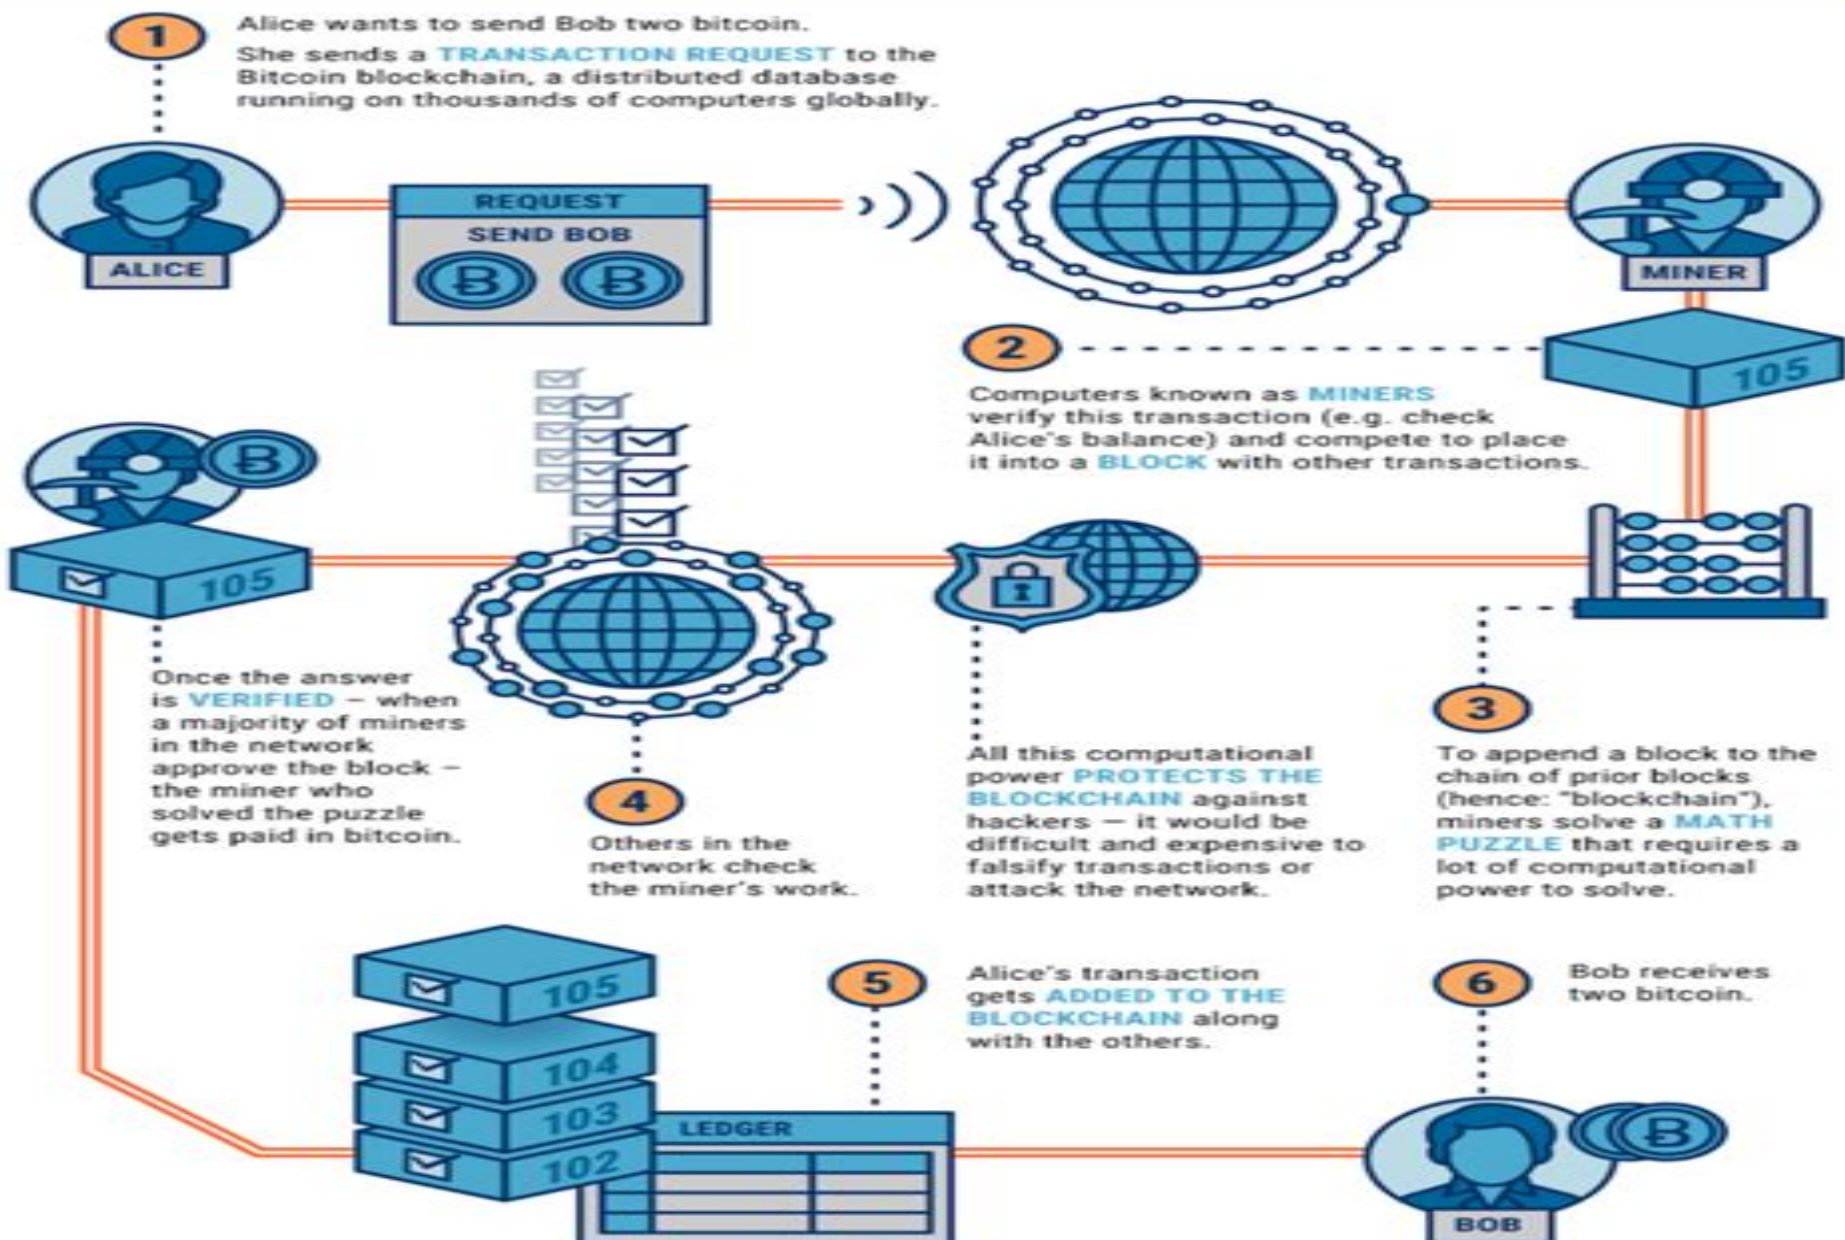 1
Alice wants to send Bob two bitcoin.
She sends a TRANSACTION REQUEST to the
Bitcoin blockchain, a distributed database
running on thousands of computers globally.
ALICE
REQUEST
SEND BOB
B B
MINER
105
2
Computers known as MINERS
verify this transaction (e.g. check
Alice's balance) and compete to place
it into a BLOCK with other transactions.
3
To append a block to the
chain of prior blocks
(hence: "blockchain"),
miners solve a MATH
PUZZLE that requires a
lot of computational
power to solve.
All this computational
power PROTECTS THE
BLOCKCHAIN against
hackers — it would be
difficult and expensive to
falsify transactions or
attack the network.
4
Others in the
network check
the miner's work.
B
105
Once the answer
is VERIFIED – when
a majority of miners
in the network
approve the block –
the miner who
solved the puzzle
gets paid in bitcoin.
105
104
103
102
LEDGER
5
Alice's transaction
gets ADDED TO THE
BLOCKCHAIN along
with the others.
6
Bob receives
two bitcoin.
B
BOB